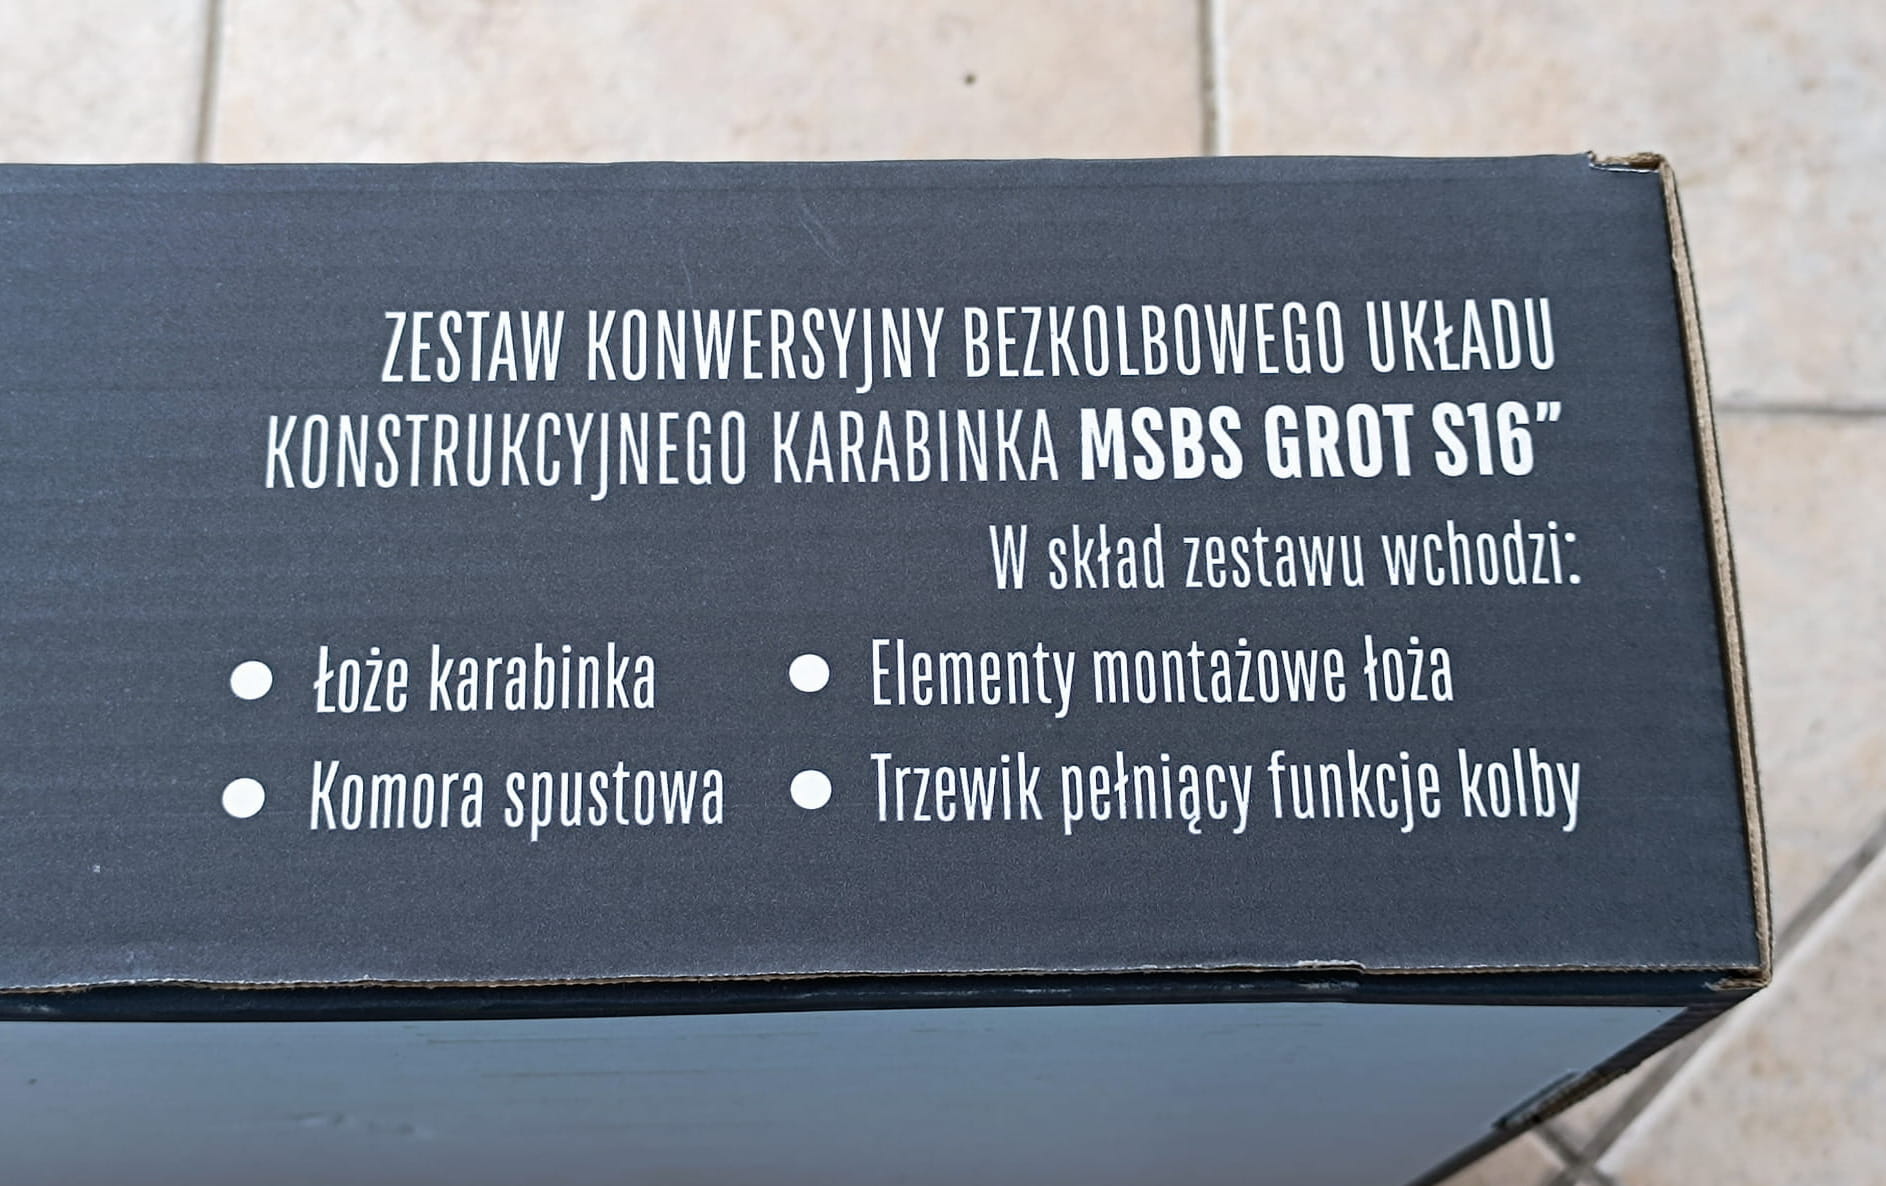 ZESTAW KONWERSYJNY BEZKOLBOWEGO UKŁADU
KONSTRUKCYJNEGO KARABINKA MSBS GROT S16”
W skład zestawu wchodzi:
● Łoże karabinka
● Elementy montażowe łoża
● Komora spustowa
● Trzewik pełniący funkcje kolby